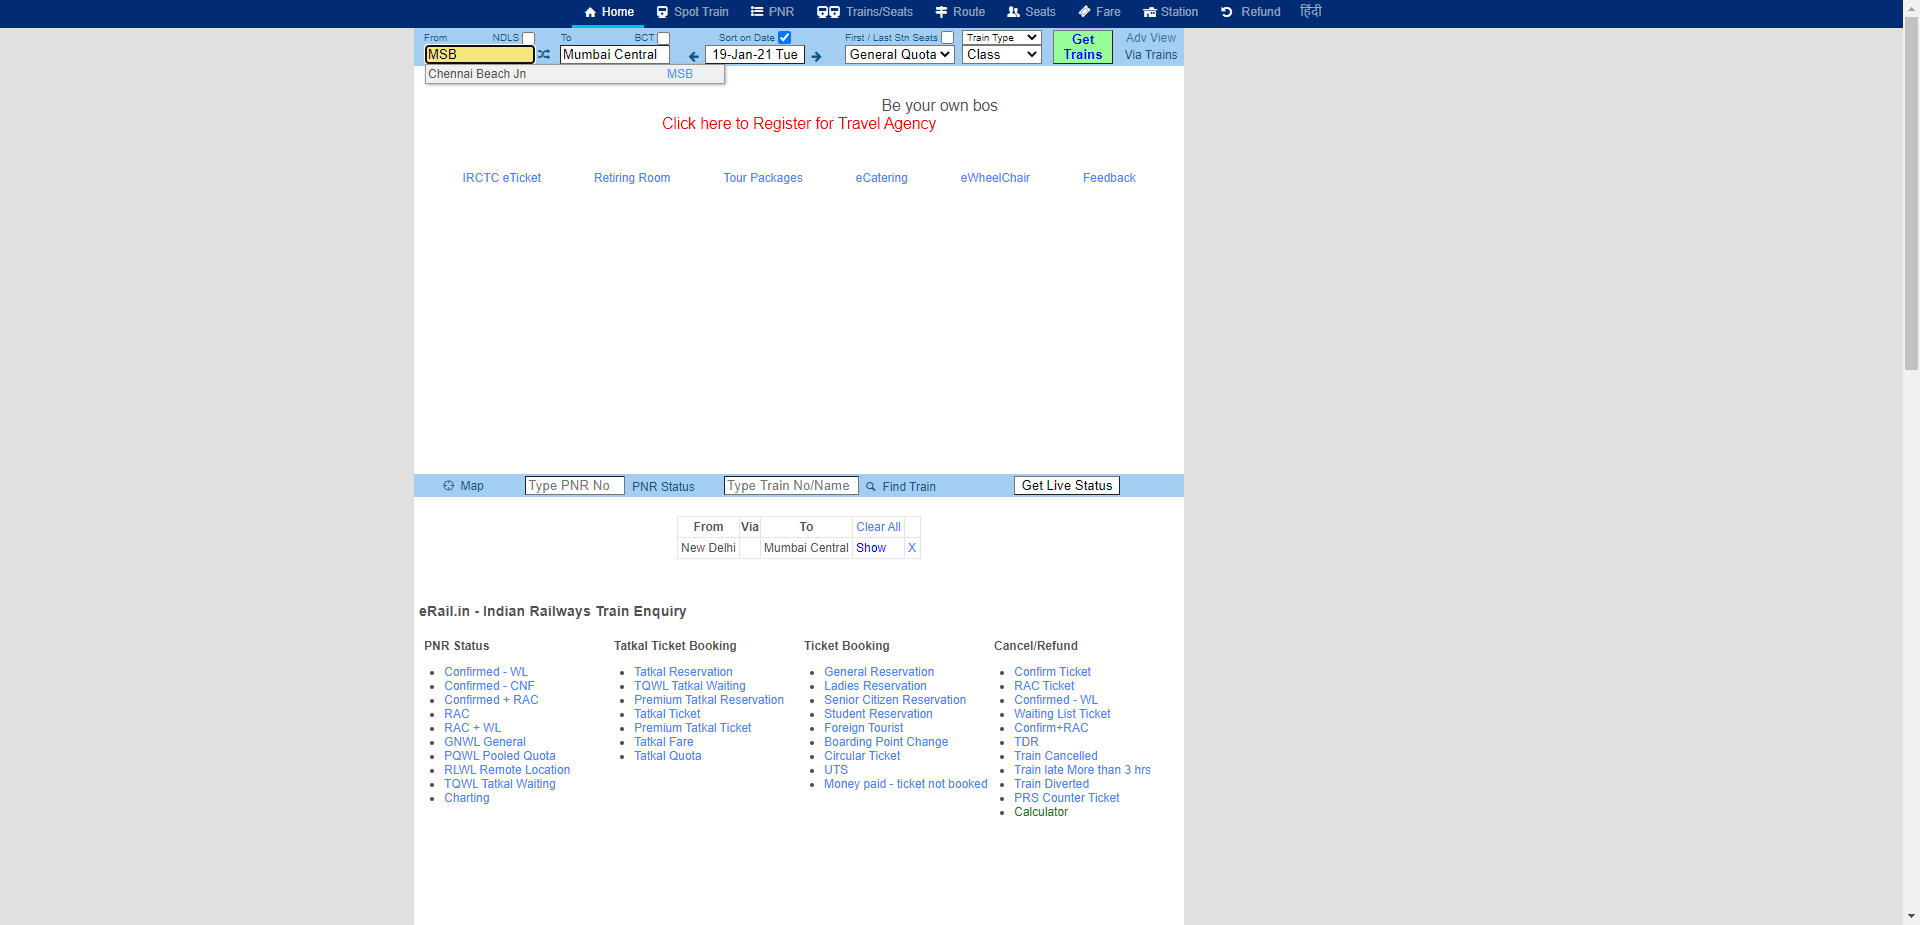 Home Spot Train PNR Trains/Seats Route Seats Fare Station Refund हिंदी
From NDLS To BCT Sort on Date First / Last Stn Seats Train Type Get Trains Adv View
MSB Mumbai Central 19-Jan-21 Tue General Quota Class Via Trains
Chennai Beach Jn MSB
Be your own bos
Click here to Register for Travel Agency
IRCTC eTicket Retiring Room Tour Packages eCatering eWheelChair Feedback
Map Type PNR No PNR Status Type Train No/Name Find Train Get Live Status
From Via To Clear All
New Delhi Mumbai Central Show X
eRail.in - Indian Railways Train Enquiry
PNR Status
Confirmed - WL
Confirmed - CNF
Confirmed + RAC
RAC
RAC + WL
GNWL General
PQWL Pooled Quota
RLWL Remote Location
TQWL Tatkal Waiting
Charting
Tatkal Ticket Booking
Tatkal Reservation
TQWL Tatkal Waiting
Premium Tatkal Reservation
Tatkal Ticket
Premium Tatkal Ticket
Tatkal Fare
Tatkal Quota
Ticket Booking
General Reservation
Ladies Reservation
Senior Citizen Reservation
Student Reservation
Foreign Tourist
Boarding Point Change
Circular Ticket
UTS
Money paid - ticket not booked
Cancel/Refund
Confirm Ticket
RAC Ticket
Confirmed - WL
Waiting List Ticket
Confirm+RAC
TDR
Train Cancelled
Train late More than 3 hrs
Train Diverted
PRS Counter Ticket
Calculator